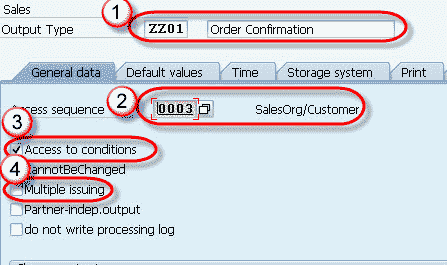 Sales
1
Output Type ZZ01 Order Confirmation
General data Default values Time Storage system Print
2
Access sequence 0003 SalesOrg/Customer
3
Access to conditions
4
CannotBeChanged
Multiple issuing
Partner-indep.output
do not write processing log